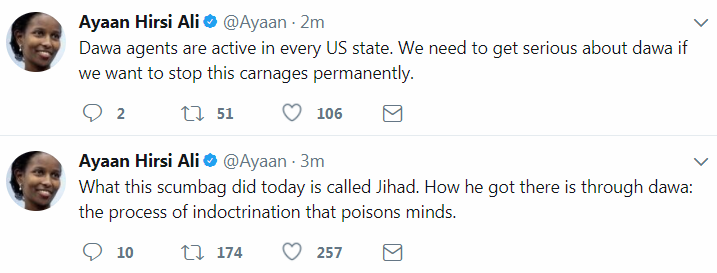 Ayaan Hirsi Ali @Ayaan · 2m
Dawa agents are active in every US state. We need to get serious about dawa if
we want to stop this carnages permanently.
2 51 106
Ayaan Hirsi Ali @Ayaan · 3m
What this scumbag did today is called Jihad. How he got there is through dawa:
the process of indoctrination that poisons minds.
10 174 257